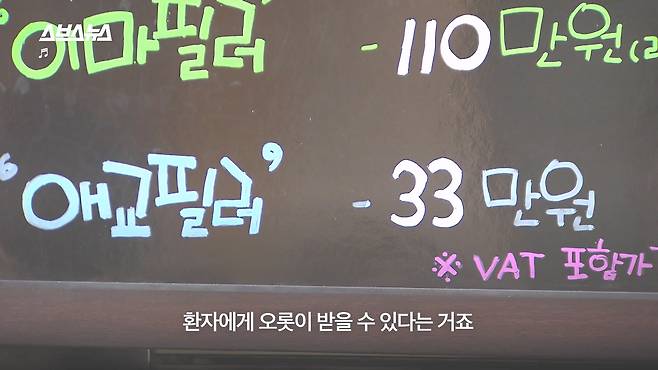 스브스뉴스
'이마필러' - 110만원(
'애교필러' - 33만원
※ VAT 포함가
환자에게 오롯이 받을 수 있다는 거죠